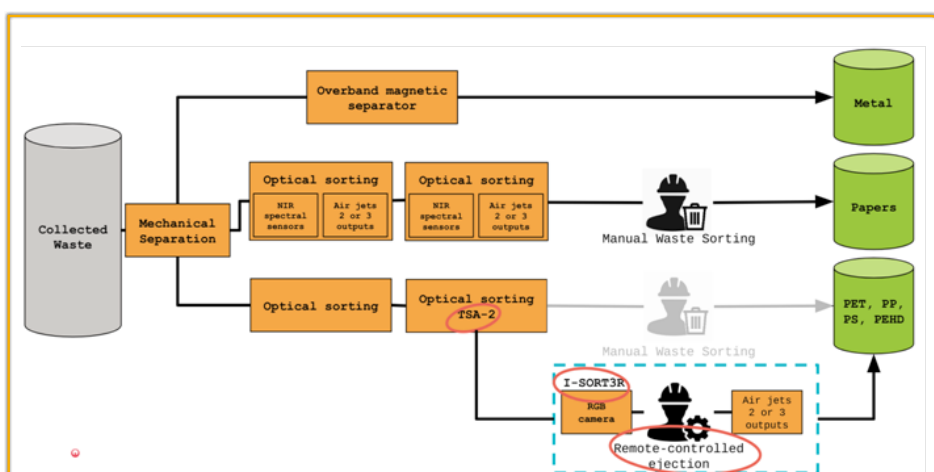 Overband magnetic
separator
Metal
Optical sorting
NIR
spectral
sensors
Air jets
2 or 3
outputs
Optical sorting
NIR
spectral
sensors
Air jets
2 or 3
outputs
Collected
Waste
Mechanical
Separation
Manual Waste Sorting
Papers
Optical sorting
Optical sorting
TSA-2
Manual Waste Sorting
PET, PP,
PS, PEHD
I-SORT3R
RGB
camera
Remote-controlled
ejection
Air jets
2 or 3
outputs